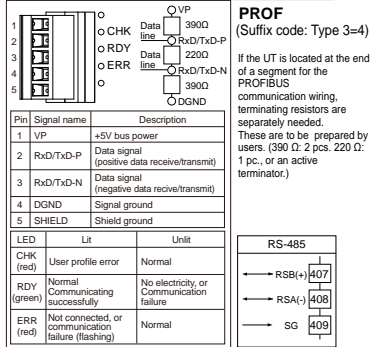 VP
390Ω
Data line
RxD/TxD-P
220Ω
Data line
RxD/TxD-N
390Ω
DGND
1
2
3
4
5
CHK
RDY
ERR
Pin Signal name Description
1 VP +5V bus power
2 RxD/TxD-P Data signal
(positive data receive/transmit)
3 RxD/TxD-N Data signal
(negative data recive/transmit)
4 DGND Signal ground
5 SHIELD Shield ground
LED Lit Unlit
CHK (red) User profile error Normal
RDY (green) Normal Communicating successfully No electricity, or Communication failure
ERR (red) Not connected, or communication failure (flashing) Normal
PROF
(Suffix code: Type 3=4)
If the UT is located at the end
of a segment for the
PROFIBUS
communication wiring,
terminating resistors are
separately needed.
These are to be prepared by
users. (390 Ω: 2 pcs. 220 Ω:
1 pc., or an active
terminator.)
RS-485
RSB(+) 407
RSA(-) 408
SG 409